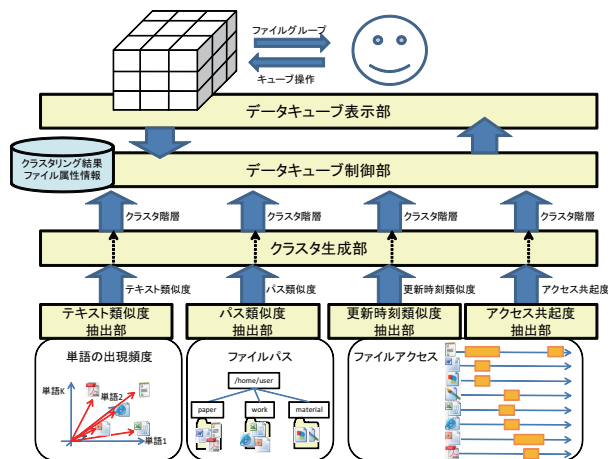 ファイルグループ
キューブ操作
データキューブ表示部
クラスタリング結果
ファイル属性情報
データキューブ制御部
クラスタ階層
クラスタ階層
クラスタ階層
クラスタ階層
クラスタ生成部
テキスト類似度
パス類似度
更新時刻類似度
アクセス共起度
テキスト類似度
抽出部
パス類似度
抽出部
更新時刻類似度
抽出部
アクセス共起度
抽出部
単語の出現頻度
単語K
単語2
単語1
ファイルパス
/home/user
paper
work
material
ファイルアクセス